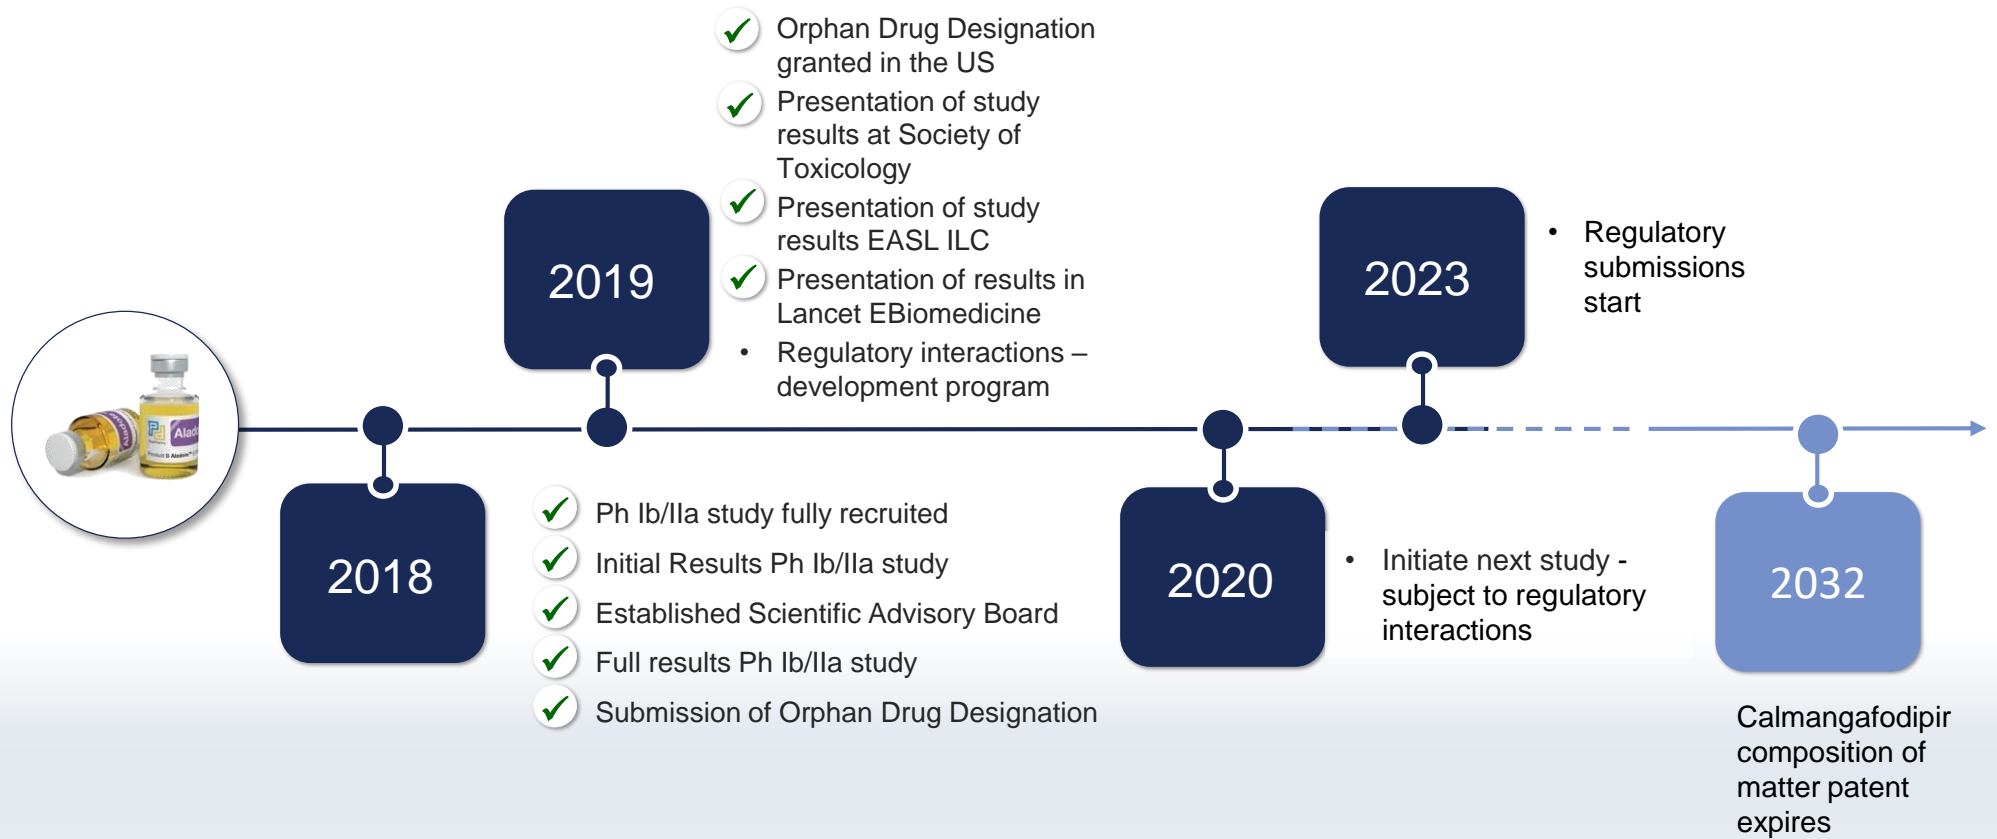 Orphan Drug Designation
granted in the US
Presentation of study
results at Society of
Toxicology
Presentation of study
results EASL ILC
Presentation of results in
Lancet EBiomedicine
• Regulatory interactions –
development program
2019
2023
• Regulatory
submissions
start
Pd
Alado
2018
Ph Ib/IIa study fully recruited
Initial Results Ph Ib/IIa study
Established Scientific Advisory Board
Full results Ph Ib/IIa study
Submission of Orphan Drug Designation
2020
• Initiate next study -
subject to regulatory
interactions
2032
Calmangafodipir
composition of
matter patent
expires